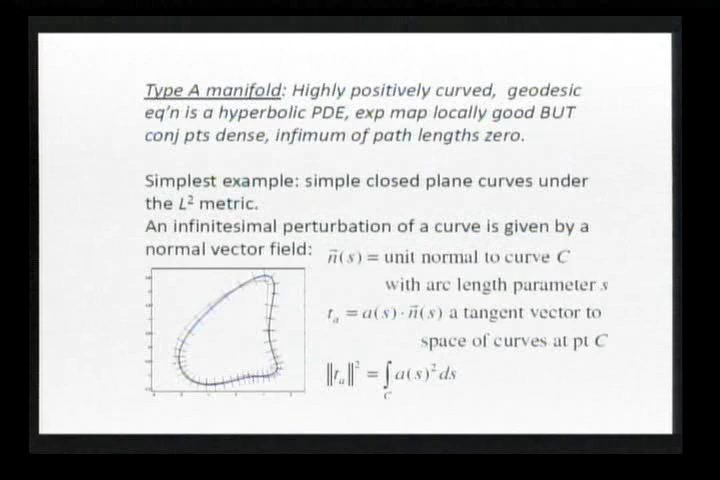 Type A manifold: Highly positively curved, geodesic
eq'n is a hyperbolic PDE, exp map locally good BUT
conj pts dense, infimum of path lengths zero.
Simplest example: simple closed plane curves under
the L² metric.
An infinitesimal perturbation of a curve is given by a
normal vector field:
n⃗(s) = unit normal to curve C
with arc length parameter s
tₐ = a(s)·n⃗(s) a tangent vector to
space of curves at pt C
‖tₐ‖² = ∫_C a(s)² ds